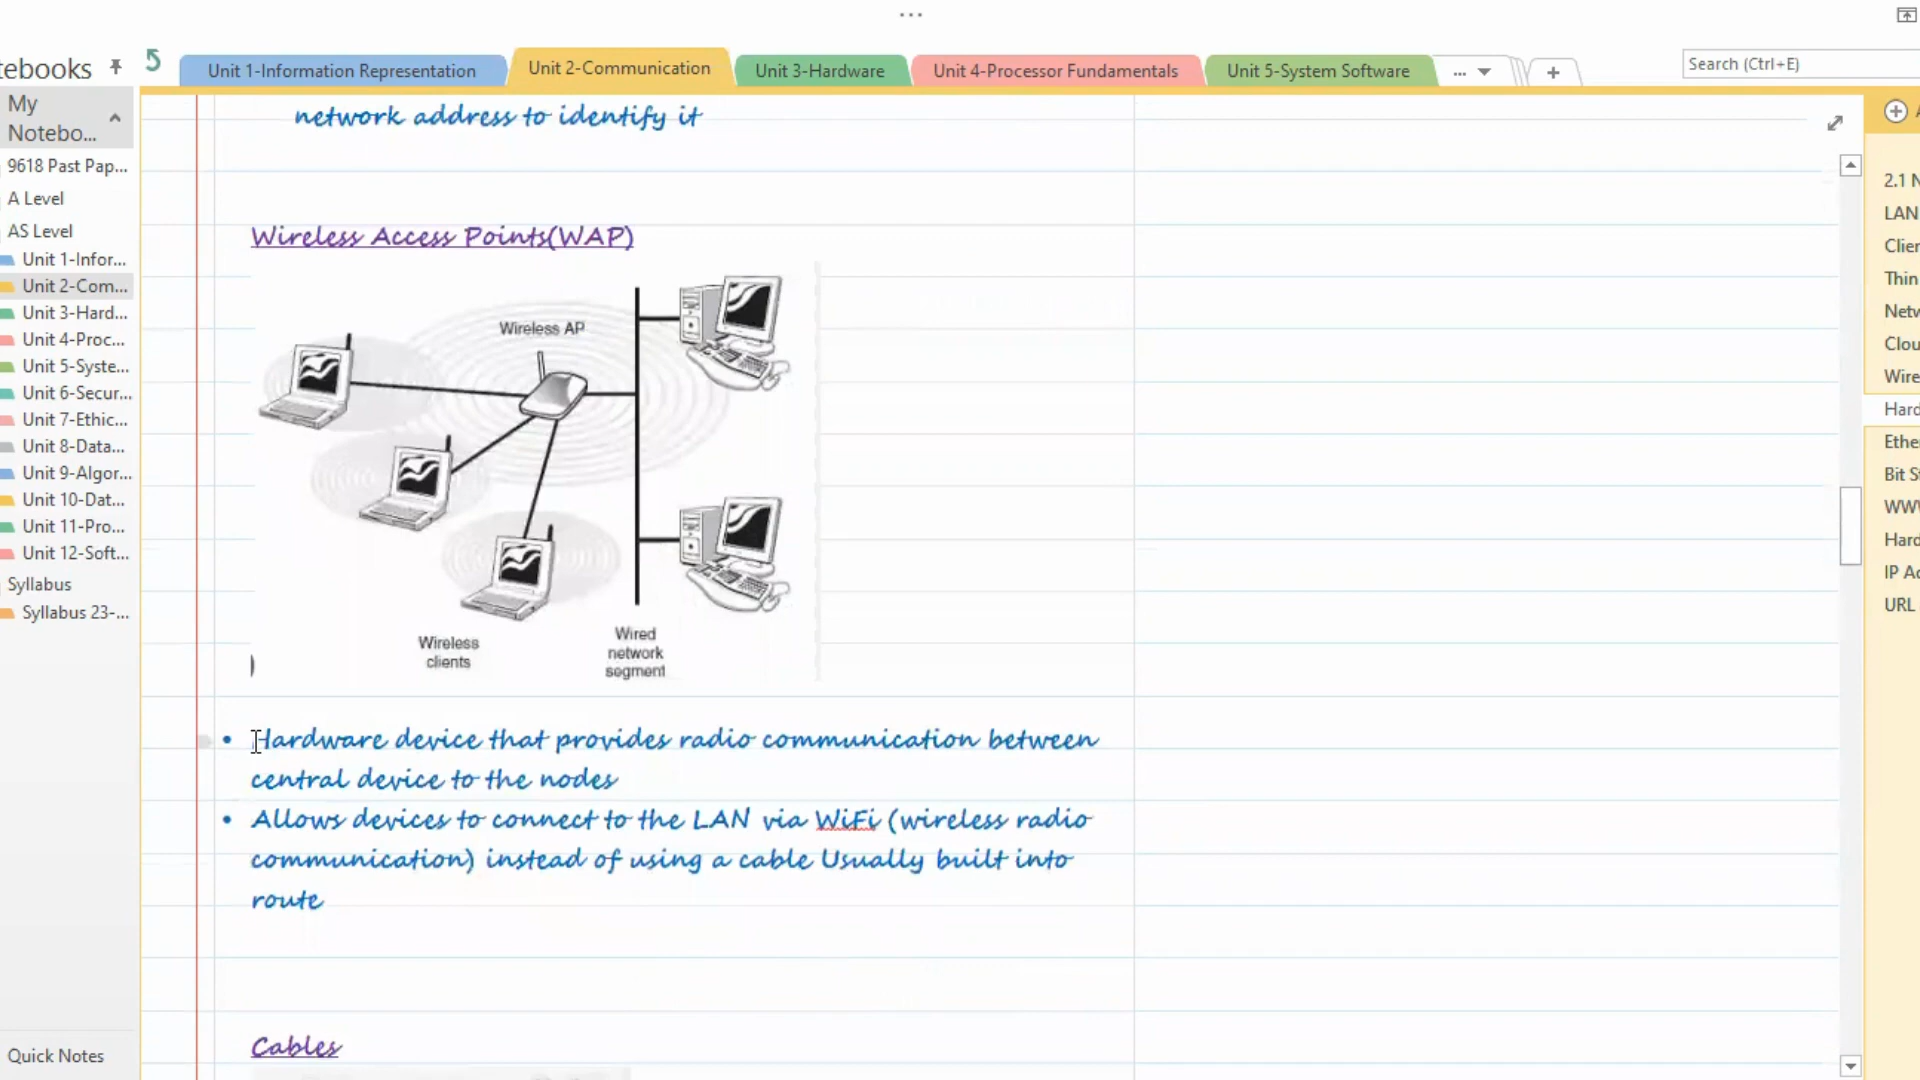 ...
tebooks
Unit 1-Information Representation
Unit 2-Communication
Unit 3-Hardware
Unit 4-Processor Fundamentals
Unit 5-System Software
...
Search (Ctrl+E)
My
Notebo...
9618 Past Pap...
A Level
AS Level
Unit 1-Infor...
Unit 2-Com...
Unit 3-Hard...
Unit 4-Proc...
Unit 5-Syste...
Unit 6-Secur...
Unit 7-Ethic...
Unit 8-Data...
Unit 9-Algor...
Unit 10-Dat...
Unit 11-Pro...
Unit 12-Soft...
Syllabus
Syllabus 23-...
Quick Notes
network address to identify it
Wireless Access Points(WAP)
Wireless AP
Wireless
clients
Wired
network
segment
)
• Hardware device that provides radio communication between
central device to the nodes
• Allows devices to connect to the LAN via WiFi (wireless radio
communication) instead of using a cable Usually built into
route
Cables
2.1 N
LAN
Clien
Thin
Netw
Clou
Wire
Hard
Ethe
Bit St
WWW
Hard
IP Ad
URL